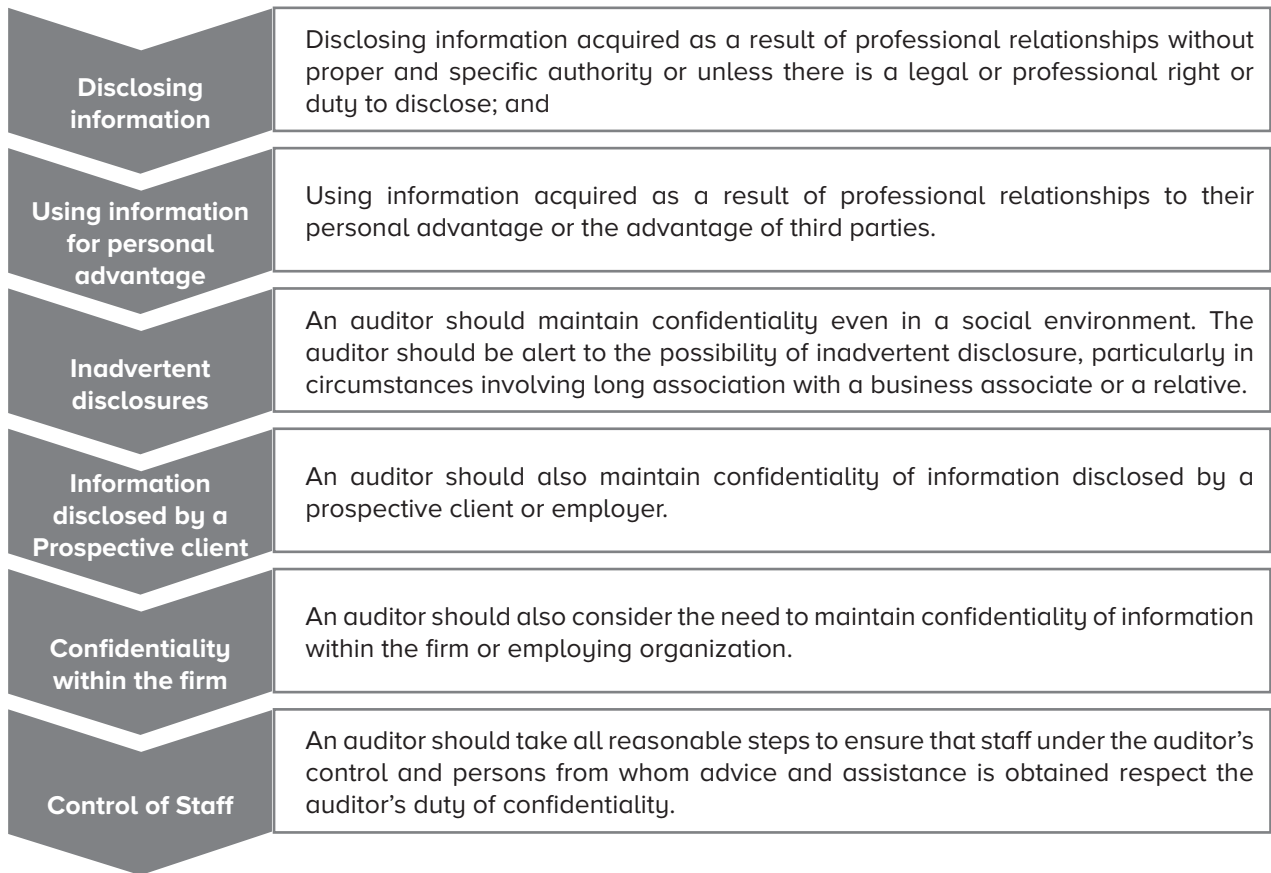 Disclosing
information
Disclosing information acquired as a result of professional relationships without
proper and specific authority or unless there is a legal or professional right or
duty to disclose; and
Using information
for personal
advantage
Using information acquired as a result of professional relationships to their
personal advantage or the advantage of third parties.
Inadvertent
disclosures
An auditor should maintain confidentiality even in a social environment. The
auditor should be alert to the possibility of inadvertent disclosure, particularly in
circumstances involving long association with a business associate or a relative.
Information
disclosed by a
Prospective client
An auditor should also maintain confidentiality of information disclosed by a
prospective client or employer.
Confidentiality
within the firm
An auditor should also consider the need to maintain confidentiality of information
within the firm or employing organization.
Control of Staff
An auditor should take all reasonable steps to ensure that staff under the auditor's
control and persons from whom advice and assistance is obtained respect the
auditor's duty of confidentiality.